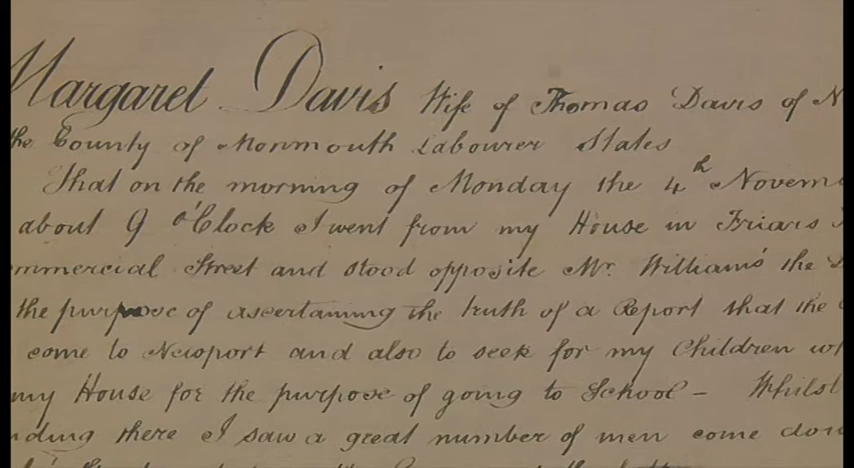 Margaret Davis Wife of Thomas Davis of N
the County of Monmouth Labourer States
That on the morning of Monday the 4th Novem
about 9 o'Clock I went from my House in Friars
mmercial Street and stood opposite Mr. Williams' the
the purpose of ascertaining the truth of a Report that the
come to Newport and also to seek for my Children wh
my House for the purpose of going to School - Whilst
nding there I saw a great number of men come dow